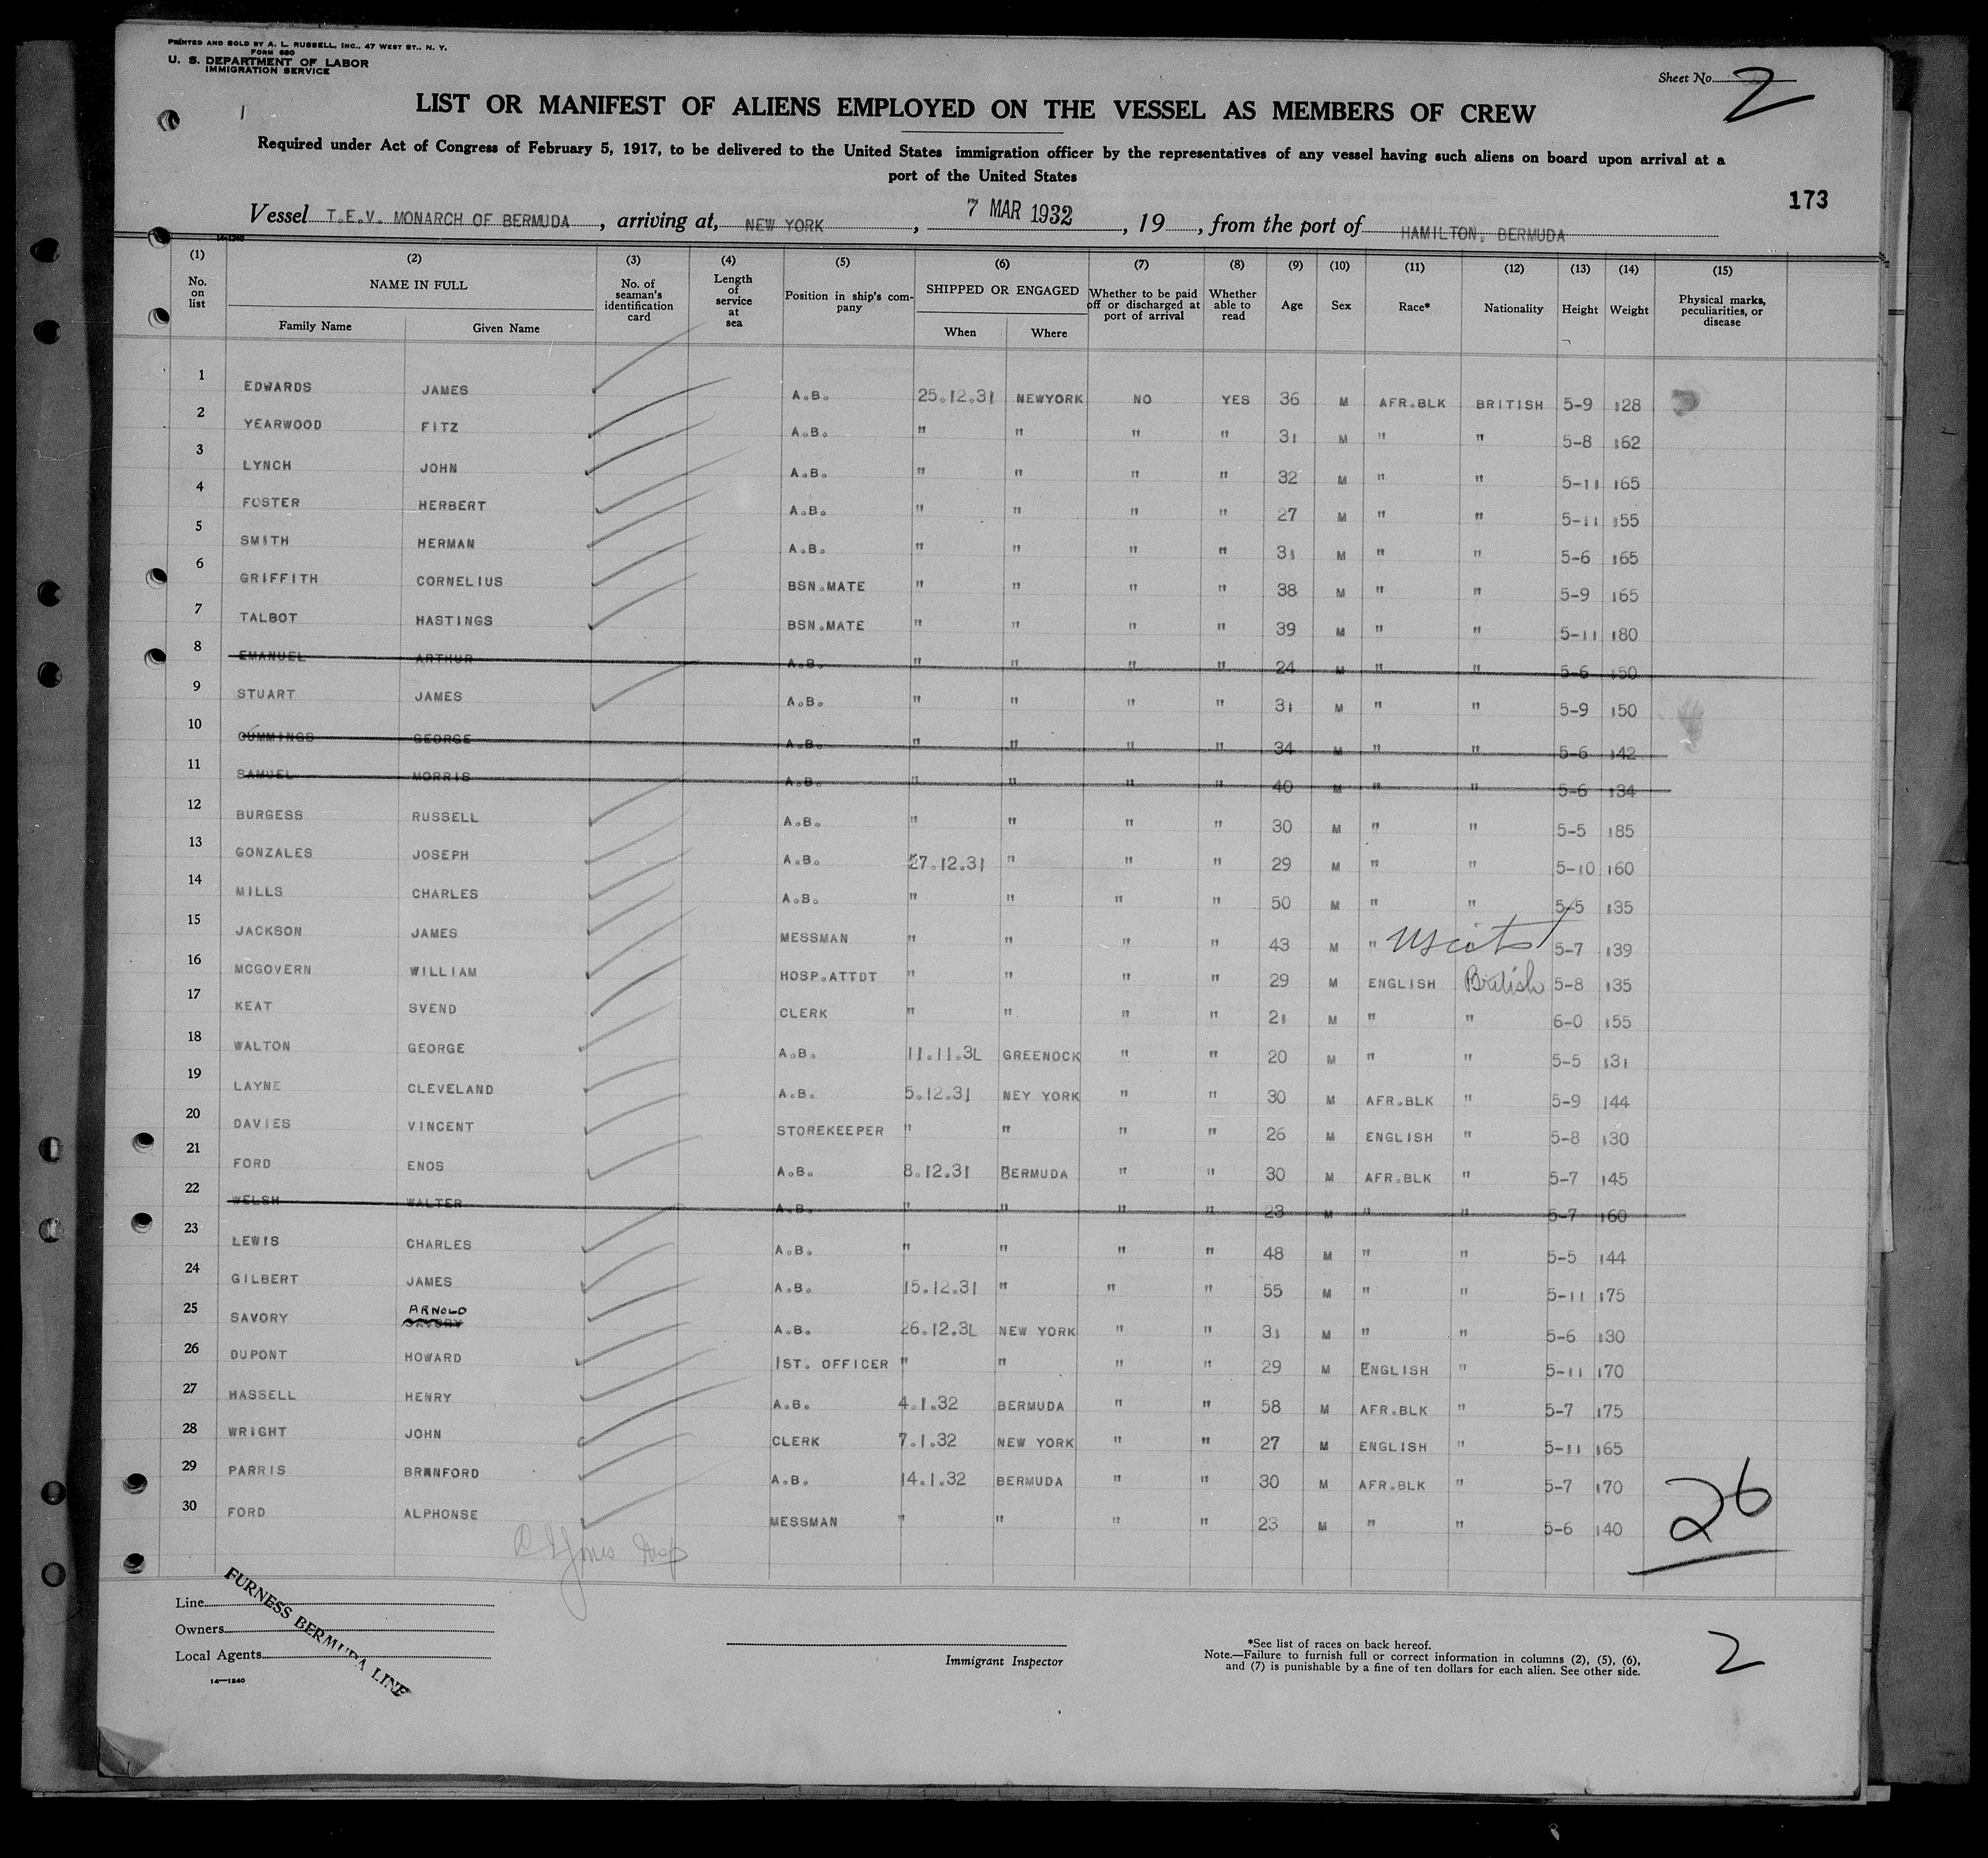 PRINTED AND SOLD BY A. L. RUSSELL, INC., 47 WEST ST., N. Y.
FORM 680
U. S. DEPARTMENT OF LABOR
IMMIGRATION SERVICE
Sheet No. 2
LIST OR MANIFEST OF ALIENS EMPLOYED ON THE VESSEL AS MEMBERS OF CREW
Required under Act of Congress of February 5, 1917, to be delivered to the United States immigration officer by the representatives of any vessel having such aliens on board upon arrival at a
port of the United States
173
Vessel T.E.V. MONARCH OF BERMUDA, arriving at, NEW YORK, 7 MAR 1932, 19, from the port of HAMILTON, BERMUDA
14-1240
(1) (2) (3) (4) (5) (6) (7) (8) (9) (10) (11) (12) (13) (14) (15)
No. on list NAME IN FULL Family Name Given Name No. of seaman's identification card Length of service at sea Position in ship's company SHIPPED OR ENGAGED When Where Whether to be paid off or discharged at port of arrival Whether able to read Age Sex Race* Nationality Height Weight Physical marks, peculiarities, or disease
1 EDWARDS JAMES A.B. 25.12.31 NEWYORK NO YES 36 M AFR.BLK BRITISH 5-9 128
2 YEARWOOD FITZ A.B. " " " " 31 M " " 5-8 162
3 LYNCH JOHN A.B. " " " " 32 M " " 5-11 165
4 FOSTER HERBERT A.B. " " " " 27 M " " 5-11 155
5 SMITH HERMAN A.B. " " " " 31 M " " 5-6 165
6 GRIFFITH CORNELIUS BSN.MATE " " " " 38 M " " 5-9 165
7 TALBOT HASTINGS BSN.MATE " " " " 39 M " " 5-11 180
8 EMANUEL ARTHUR A.B. " " " " 24 M " " 5-6 150
9 STUART JAMES A.B. " " " " 31 M " " 5-9 150
10 CUMMINGS GEORGE A.B. " " " " 34 M " " 5-6 142
11 SAMUEL MORRIS A.B. " " " " 40 M " " 5-6 134
12 BURGESS RUSSELL A.B. " " " " 30 M " " 5-5 185
13 GONZALES JOSEPH A.B. 27.12.31 " " " 29 M " " 5-10 160
14 MILLS CHARLES A.B. " " " " 50 M " " 5-5 135
15 JACKSON JAMES MESSMAN " " " " 43 M " US cit 5-7 139
16 MCGOVERN WILLIAM HOSP.ATTDT " " " " 29 M ENGLISH British 5-8 135
17 KEAT SVEND CLERK " " " " 21 M " " 6-0 155
18 WALTON GEORGE A.B. 11.11.3L GREENOCK " " 20 M " " 5-5 131
19 LAYNE CLEVELAND A.B. 5.12.31 NEY YORK " " 30 M AFR.BLK " 5-9 144
20 DAVIES VINCENT STOREKEEPER " " " " 26 M ENGLISH " 5-8 130
21 FORD ENOS A.B. 8.12.31 BERMUDA " " 30 M AFR.BLK " 5-7 145
22 WELSH WALTER A.B. " " " " 23 M " " 5-7 160
23 LEWIS CHARLES A.B. " " " " 48 M " " 5-5 144
24 GILBERT JAMES A.B. 15.12.31 " " " 55 M " " 5-11 175
25 SAVORY ARNOLD SAVORY A.B. 26.12.3L NEW YORK " " 31 M " " 5-6 130
26 DUPONT HOWARD 1ST. OFFICER " " " " 29 M ENGLISH " 5-11 170
27 HASSELL HENRY A.B. 4.1.32 BERMUDA " " 58 M AFR.BLK " 5-7 175
28 WRIGHT JOHN CLERK 7.1.32 NEW YORK " " 27 M ENGLISH " 5-11 165
29 PARRIS BRANFORD A.B. 14.1.32 BERMUDA " " 30 M AFR.BLK " 5-7 170
30 FORD ALPHONSE MESSMAN " " " " 23 M " " 5-6 140
26
Line
Owners
Local Agents
FURNESS BERMUDA LINE
14—1240
Immigrant Inspector
*See list of races on back hereof.
Note.—Failure to furnish full or correct information in columns (2), (5), (6),
and (7) is punishable by a fine of ten dollars for each alien. See other side.
2